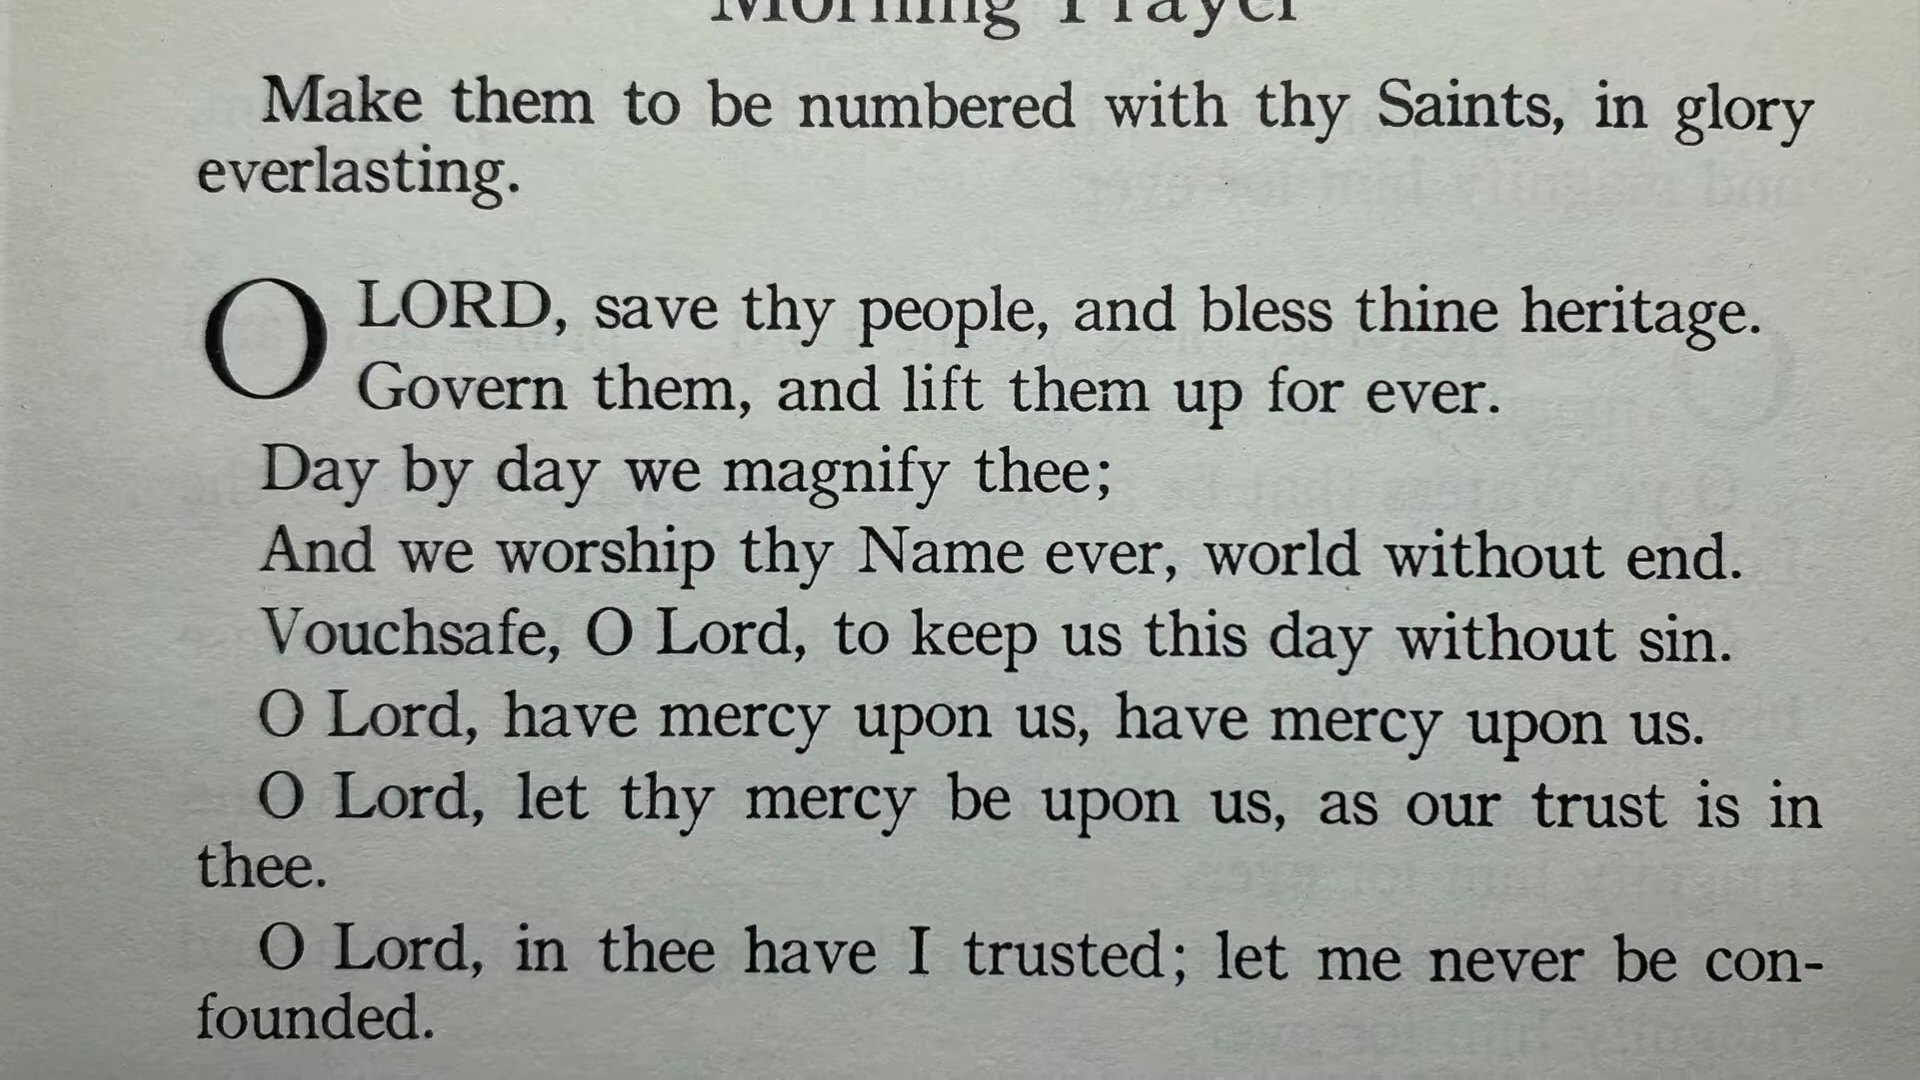 Morning Prayer
Make them to be numbered with thy Saints, in glory
everlasting.
O LORD, save thy people, and bless thine heritage.
Govern them, and lift them up for ever.
Day by day we magnify thee;
And we worship thy Name ever, world without end.
Vouchsafe, O Lord, to keep us this day without sin.
O Lord, have mercy upon us, have mercy upon us.
O Lord, let thy mercy be upon us, as our trust is in
thee.
O Lord, in thee have I trusted; let me never be con-
founded.